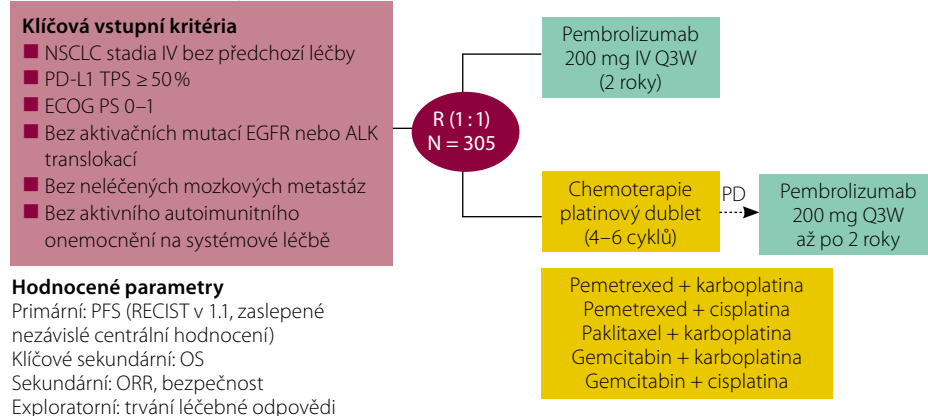 Klíčová vstupní kritéria
■ NSCLC stadia IV bez předchozí léčby
■ PD-L1 TPS ≥ 50 %
■ ECOG PS 0–1
■ Bez aktivačních mutací EGFR nebo ALK
translokací
■ Bez neléčených mozkových metastáz
■ Bez aktivního autoimunitního
onemocnění na systémové léčbě
Hodnocené parametry
Primární: PFS (RECIST v 1.1, zaslepené
nezávislé centrální hodnocení)
Klíčové sekundární: OS
Sekundární: ORR, bezpečnost
Exploratorní: trvání léčebné odpovědi
R (1 : 1)
N = 305
Pembrolizumab
200 mg IV Q3W
(2 roky)
Chemoterapie
platinový dublet
(4–6 cyklů)
PD
Pembrolizumab
200 mg Q3W
až po 2 roky
Pemetrexed + karboplatina
Pemetrexed + cisplatina
Paklitaxel + karboplatina
Gemcitabin + karboplatina
Gemcitabin + cisplatina